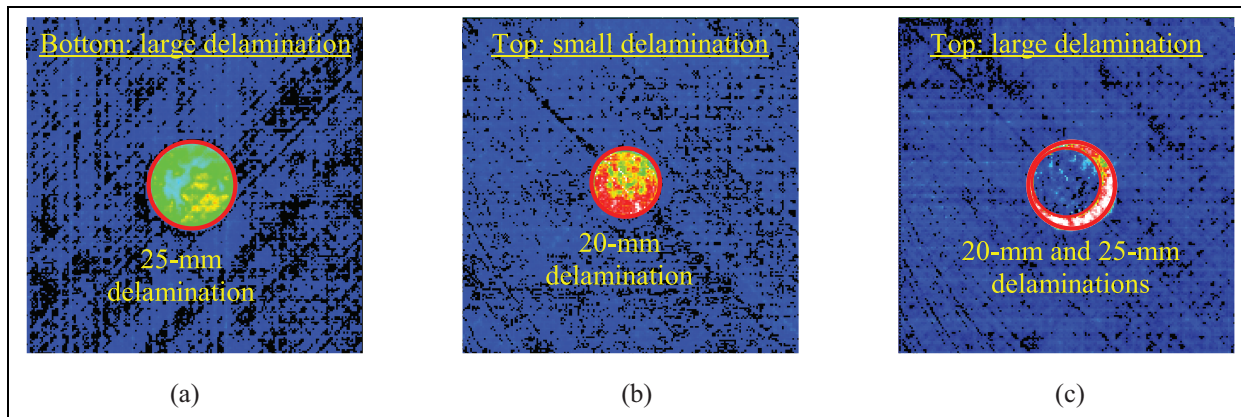 Bottom: large delamination
25-mm
delamination
(a)
Top: small delamination
20-mm
delamination
(b)
Top: large delamination
20-mm and 25-mm
delaminations
(c)